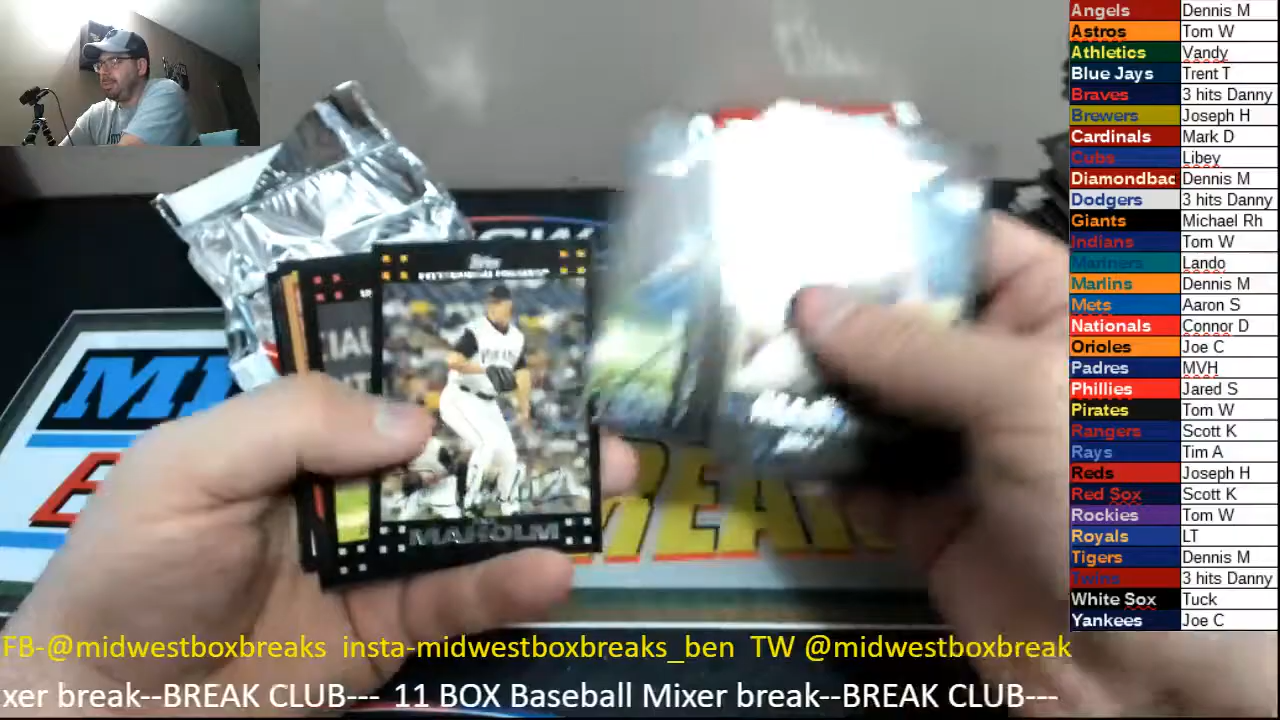 Angels Dennis M
Astros Tom W
Athletics Vandy
Blue Jays Trent T
Braves 3 hits Danny
Brewers Joseph H
Cardinals Mark D
Cubs Libey
Diamondbac Dennis M
Dodgers 3 hits Danny
Giants Michael Rh
Indians Tom W
Mariners Lando
Marlins Dennis M
Mets Aaron S
Nationals Connor D
Orioles Joe C
Padres MVH
Phillies Jared S
Pirates Tom W
Rangers Scott K
Rays Tim A
Reds Joseph H
Red Sox Scott K
Rockies Tom W
Royals LT
Tigers Dennis M
Twins 3 hits Danny
White Sox Tuck
Yankees Joe C
Topps
PITTSBURGH PIRATES
MAHOLM
FB-@midwestboxbreaks insta-midwestboxbreaks_ben TW @midwestboxbreak
xer break--BREAK CLUB--- 11 BOX Baseball Mixer break--BREAK CLUB---